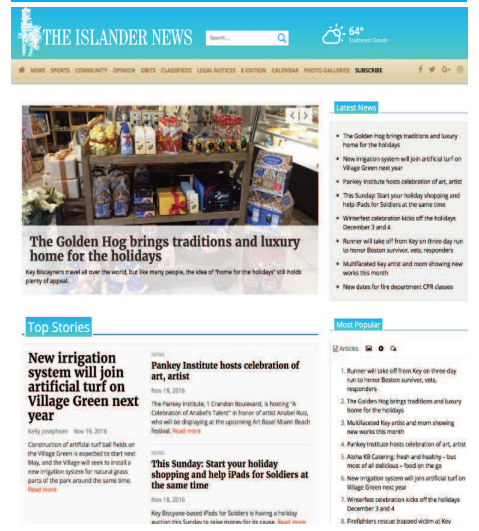 THE ISLANDER NEWS
Search...
64°
Scattered Clouds
NEWS SPORTS COMMUNITY OPINION OBITS CLASSIFIEDS LEGAL NOTICES E-EDITION CALENDAR PHOTO GALLERIES SUBSCRIBE
The Golden Hog brings traditions and luxury
home for the holidays
Key Biscayners travel all over the world, but like many people, the idea of "home for the holidays" still holds
plenty of appeal.
Latest News
The Golden Hog brings traditions and luxury
home for the holidays
New irrigation system will join artificial turf on
Village Green next year
Pankey Institute hosts celebration of art, artist
This Sunday: Start your holiday shopping and
help iPads for Soldiers at the same time
Winterfest celebration kicks off the holidays
December 3 and 4
Runner will take off from Key on three day run
to honor Boston survivor, vets, responders
Multifaceted Key artist and mom showing new
works this month
New dates for fire department CPR classes
Top Stories
New irrigation
system will join
artificial turf on
Village Green next
year
Kelly Josephsen Nov 19, 2016
Construction of artificial turf ball fields on
the Village Green is expected to start next
May, and the Village will seek to install a
new irrigation system for natural grass
parts of the park around the same time.
Read more
NEWS
Pankey Institute hosts celebration of
art, artist
Nov 18, 2016
The Pankey Institute, 1 Crandon Boulevard, is hosting "A
Celebration of Anabel's Talent" in honor of artist Anabel Ruiz,
who will be displaying at the upcoming Art Basel Miami Beach
festival. Read more
NEWS
This Sunday: Start your holiday
shopping and help iPads for Soldiers at
the same time
Nov 18, 2016
Key Biscayne-based iPads for Soldiers is having a holiday
auction this Sunday to raise money for its cause. Read more
Most Popular
Articles
1. Runner will take off from Key on three day
run to honor Boston survivor, vets,
responders
2. The Golden Hog brings traditions and luxury
home for the holidays
3. Multifaceted Key artist and mom showing
new works this month
4. Pankey Institute hosts celebration of art, artist
5. Aloha KB Catering: fresh and healthy – but
most of all delicious – food on the go
6. New irrigation system will join artificial turf on
Village Green next year
7. Winterfest celebration kicks off the holidays
December 3 and 4
8. Firefighters rescue trapped victim at Key